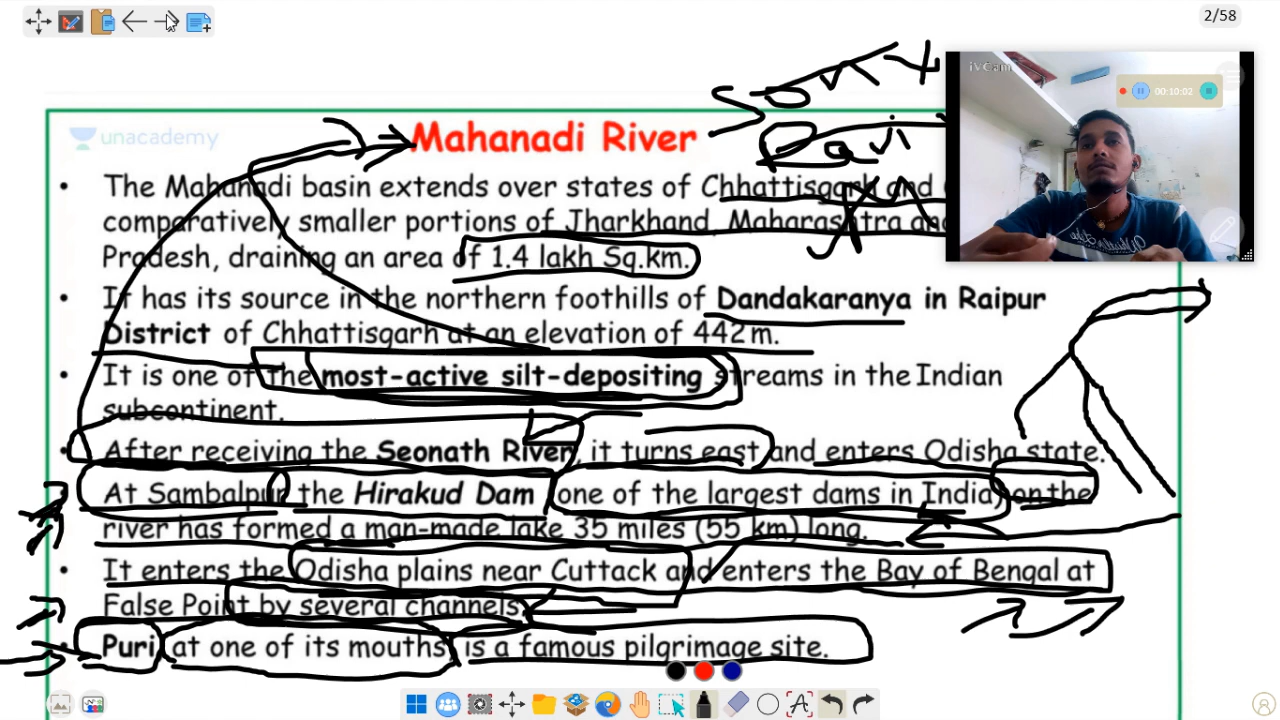 2/58
iVCam
00:10:02
unacademy
Mahanadi River
• The Mahanadi basin extends over states of Chhattisgarh and
comparatively smaller portions of Jharkhand, Maharashtra and
Pradesh, draining an area of 1.4 lakh Sq.km.
• It has its source in the northern foothills of Dandakaranya in Raipur
District of Chhattisgarh at an elevation of 442 m.
• It is one of the most-active silt-depositing streams in the Indian
subcontinent.
• After receiving the Seonath River, it turns east and enters Odisha state.
At Sambalpur the Hirakud Dam (one of the largest dams in India) on the
river has formed a man-made lake 35 miles (55 km) long.
• It enters the Odisha plains near Cuttack and enters the Bay of Bengal at
False Point by several channels.
• Puri at one of its mouths is a famous pilgrimage site.